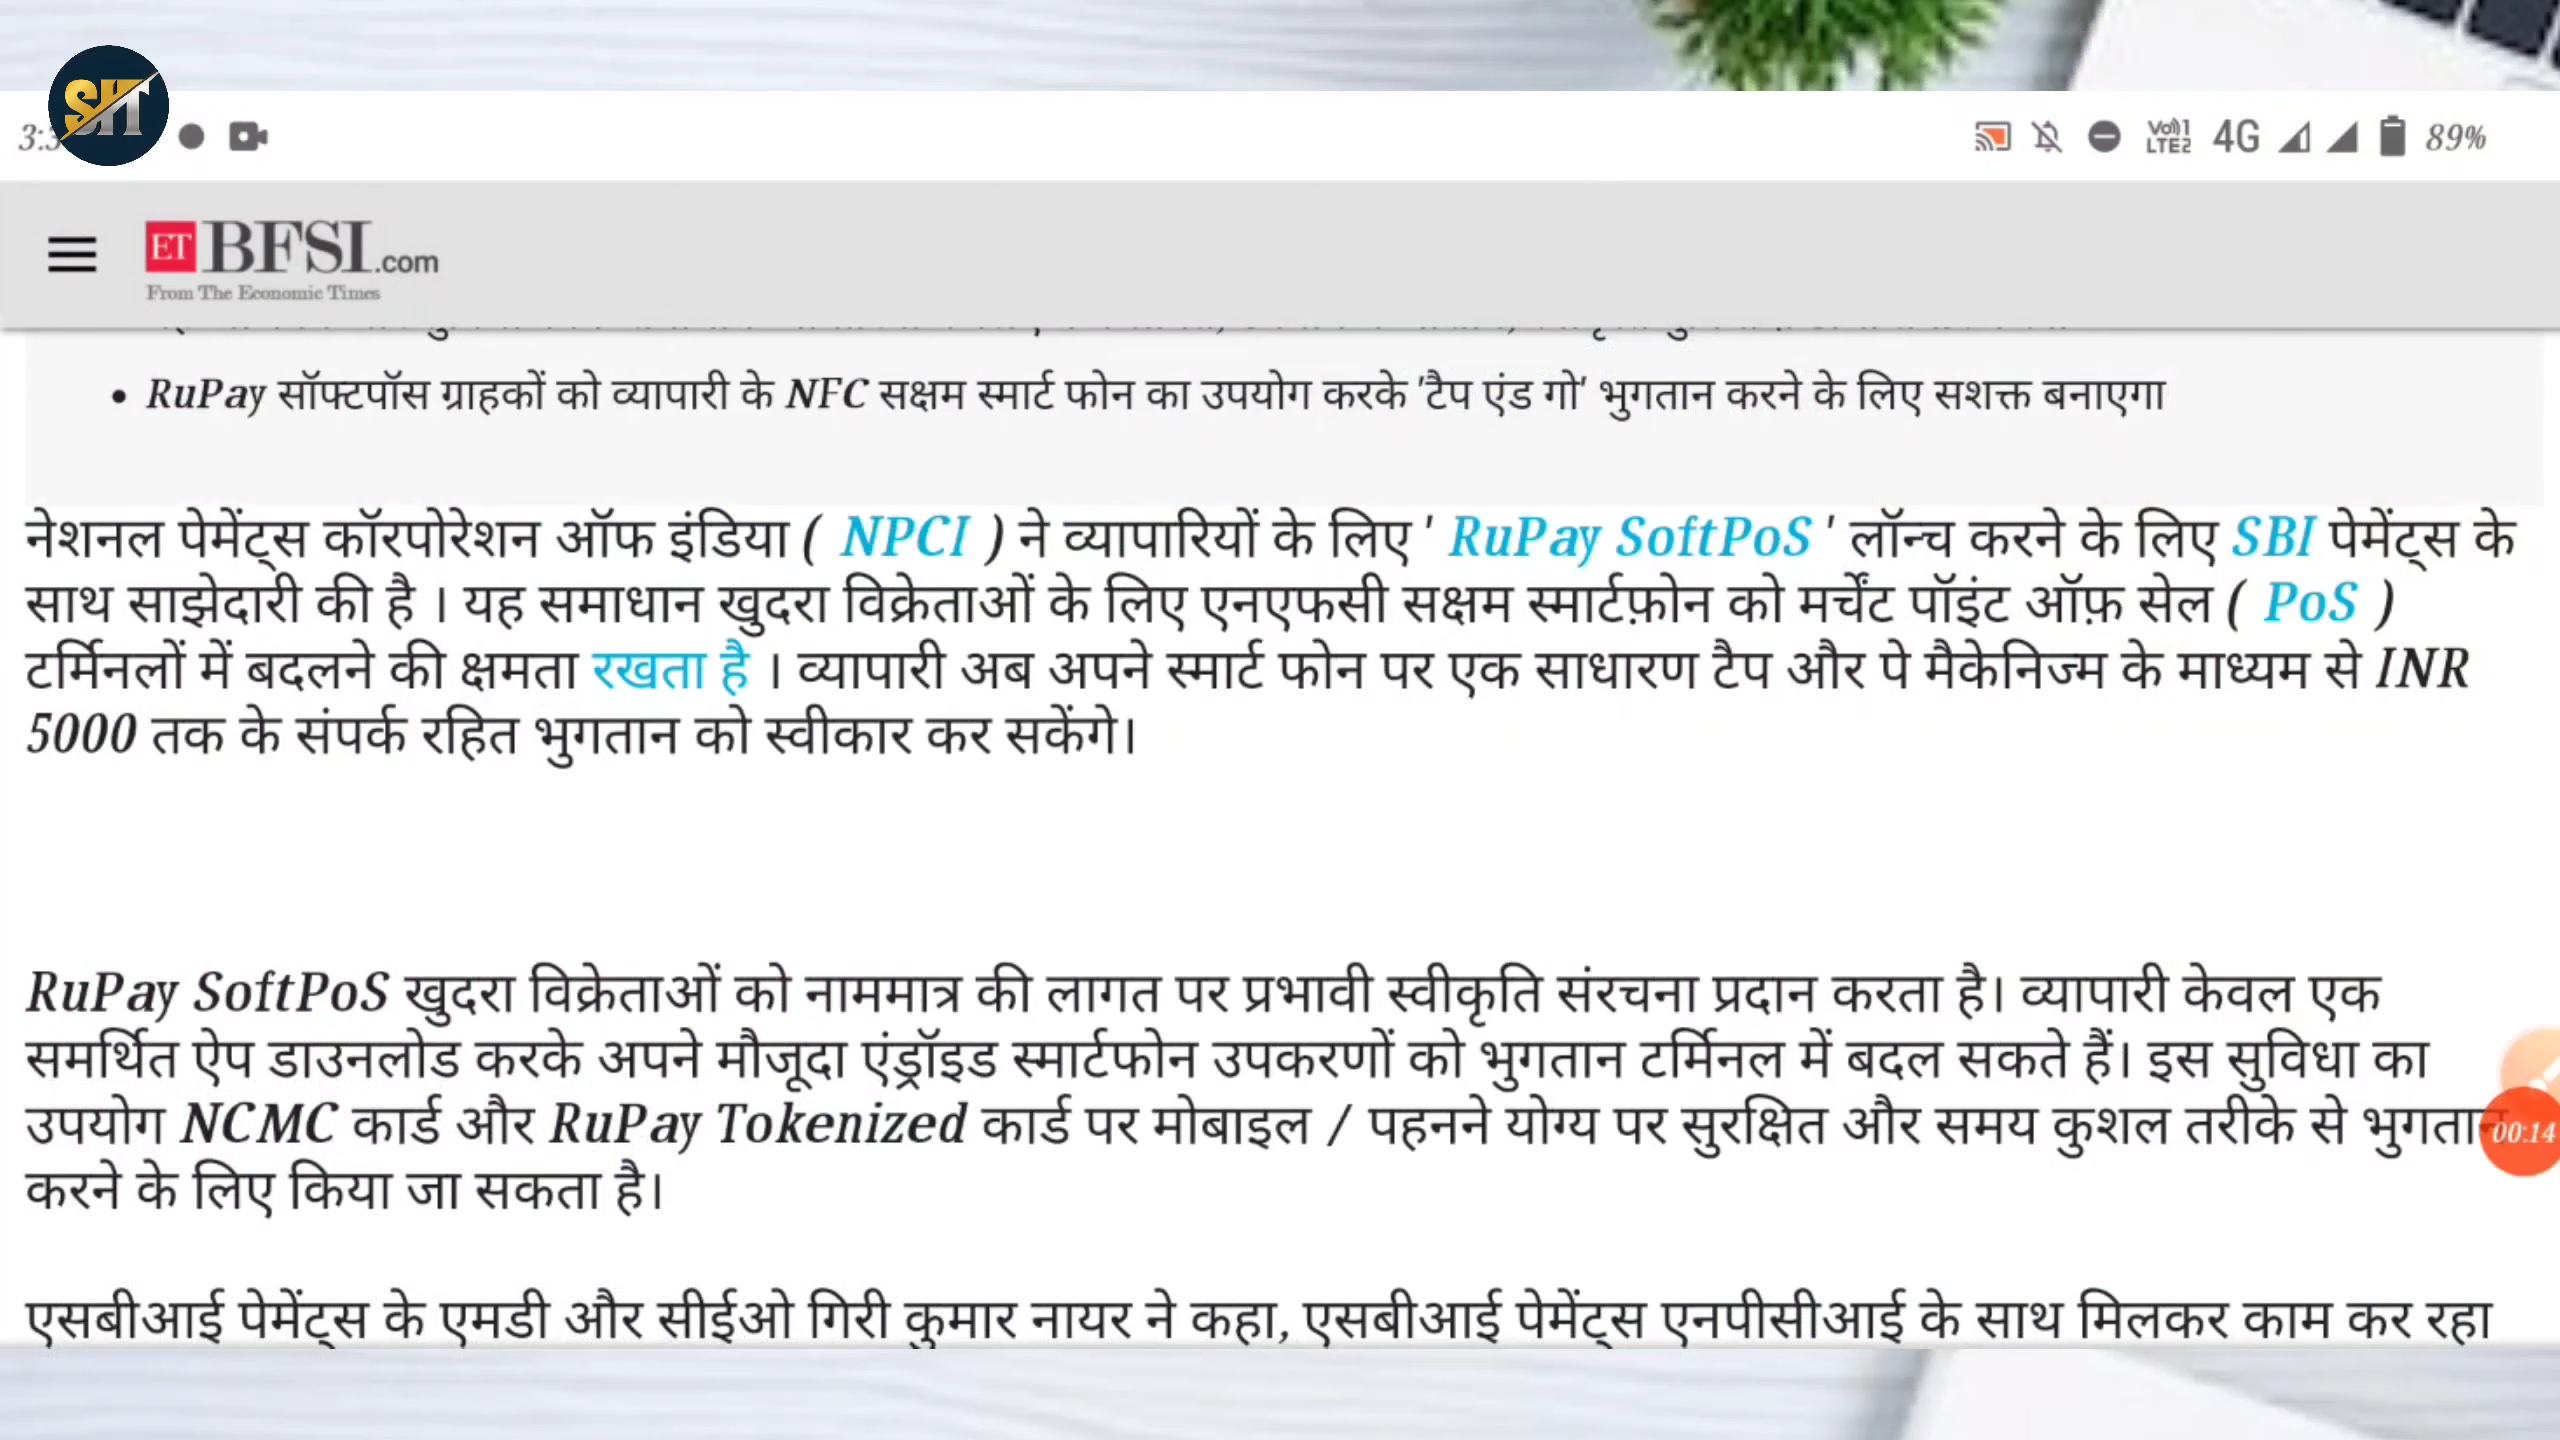 SHT
VoLTE2
4G
89%
ET BFSI.com
From The Economic Times
• RuPay सॉफ्टपॉस ग्राहकों को व्यापारी के NFC सक्षम स्मार्ट फोन का उपयोग करके 'टैप एंड गो' भुगतान करने के लिए सशक्त बनाएगा
नेशनल पेमेंट्स कॉरपोरेशन ऑफ इंडिया ( NPCI ) ने व्यापारियों के लिए ' RuPay SoftPoS ' लॉन्च करने के लिए SBI पेमेंट्स के
साथ साझेदारी की है । यह समाधान खुदरा विक्रेताओं के लिए एनएफसी सक्षम स्मार्टफ़ोन को मर्चेंट पॉइंट ऑफ़ सेल ( PoS )
टर्मिनलों में बदलने की क्षमता रखता है । व्यापारी अब अपने स्मार्ट फोन पर एक साधारण टैप और पे मैकेनिज्म के माध्यम से INR
5000 तक के संपर्क रहित भुगतान को स्वीकार कर सकेंगे।
RuPay SoftPoS खुदरा विक्रेताओं को नाममात्र की लागत पर प्रभावी स्वीकृति संरचना प्रदान करता है। व्यापारी केवल एक
समर्थित ऐप डाउनलोड करके अपने मौजूदा एंड्रॉइड स्मार्टफोन उपकरणों को भुगतान टर्मिनल में बदल सकते हैं। इस सुविधा का
उपयोग NCMC कार्ड और RuPay Tokenized कार्ड पर मोबाइल / पहनने योग्य पर सुरक्षित और समय कुशल तरीके से
00:14
करने के लिए किया जा सकता है।
एसबीआई पेमेंट्स के एमडी और सीईओ गिरी कुमार नायर ने कहा, एसबीआई पेमेंट्स एनपीसीआई के साथ मिलकर काम कर रहा